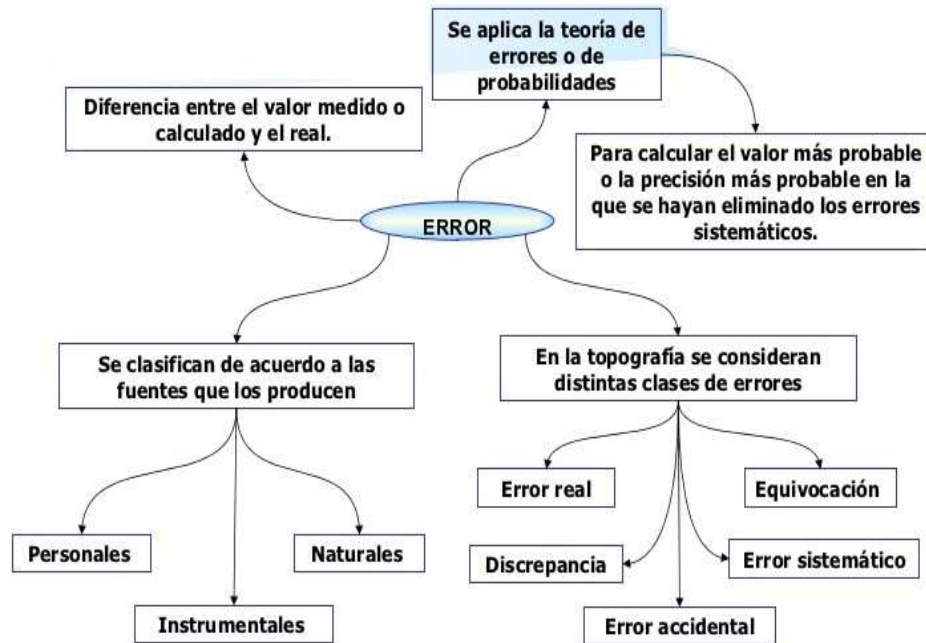 Se aplica la teoría de
errores o de
probabilidades
Diferencia entre el valor medido o
calculado y el real.
Para calcular el valor más probable
o la precisión más probable en la
que se hayan eliminado los errores
sistemáticos.
ERROR
Se clasifican de acuerdo a las
fuentes que los producen
En la topografía se consideran
distintas clases de errores
Error real
Equivocación
Personales
Naturales
Discrepancia
Error sistemático
Instrumentales
Error accidental